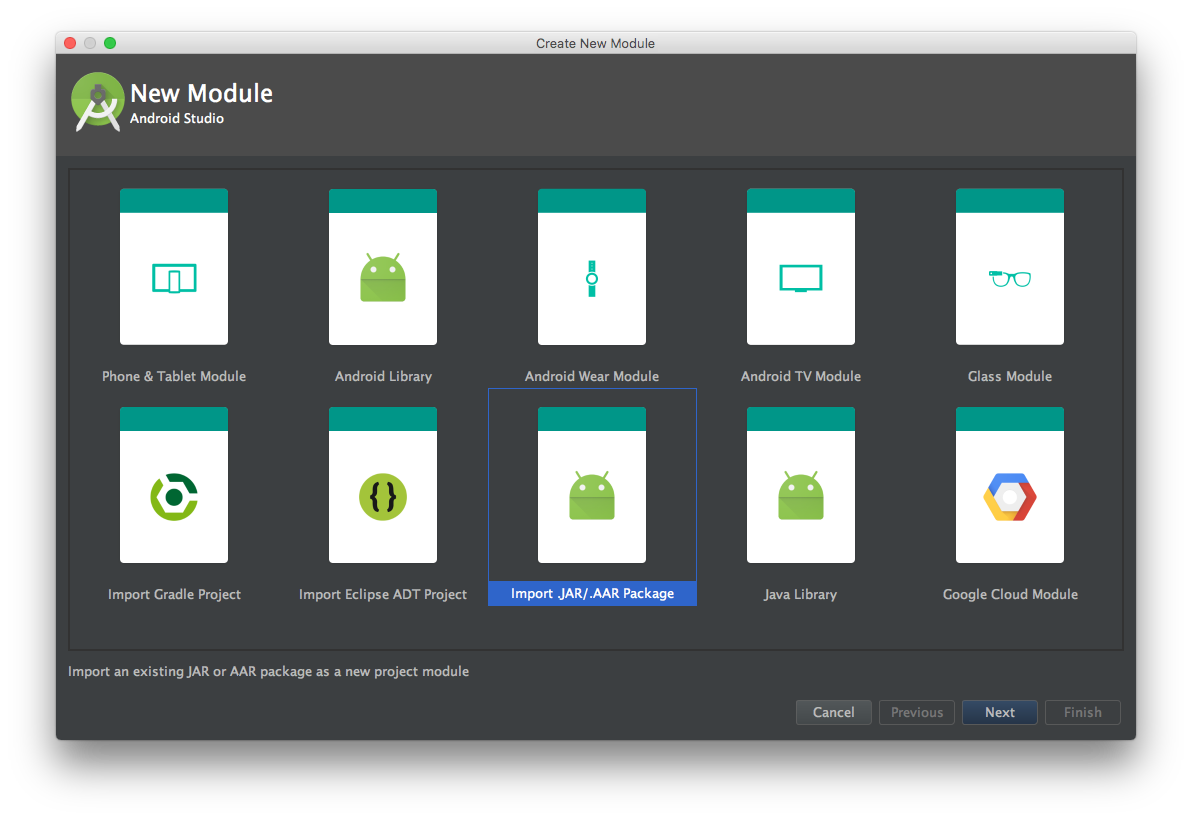 Create New Module
New Module
Android Studio
Phone & Tablet Module
Android Library
Android Wear Module
Android TV Module
Glass Module
{}
Import Gradle Project
Import Eclipse ADT Project
Import .JAR/.AAR Package
Java Library
Google Cloud Module
Import an existing JAR or AAR package as a new project module
Cancel
Previous
Next
Finish